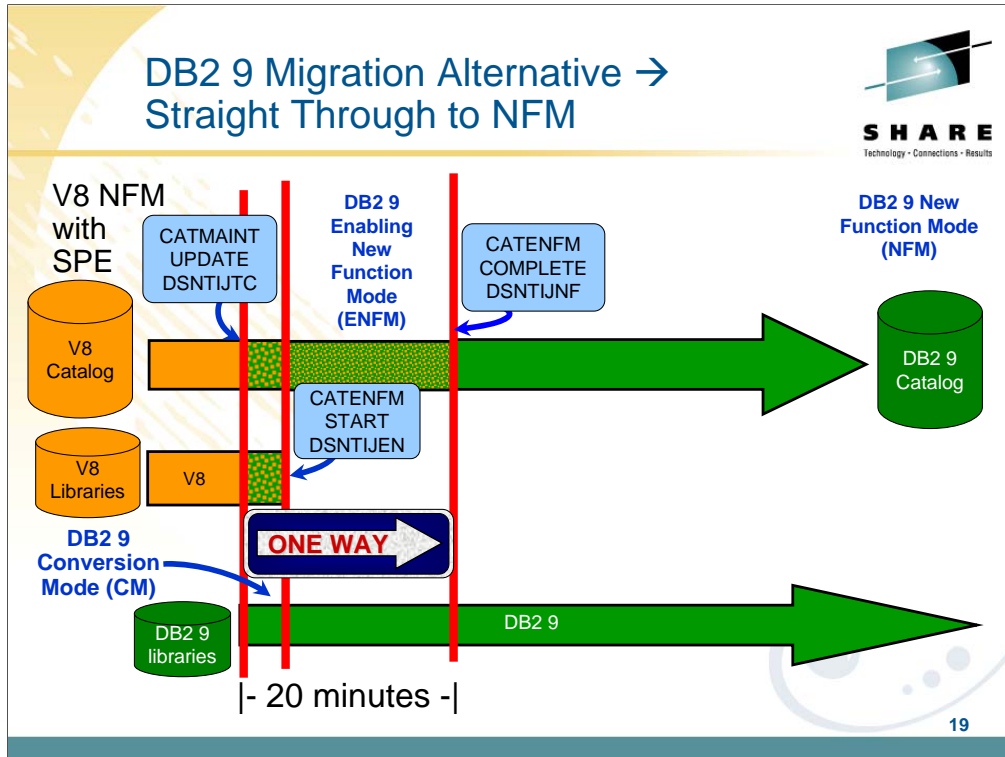 DB2 9 Migration Alternative →
Straight Through to NFM
S H A R E
Technology • Connections • Results
V8 NFM
with
SPE
CATMAINT
UPDATE
DSNTIJTC
DB2 9
Enabling
New
Function
Mode
(ENFM)
CATENFM
COMPLETE
DSNTIJNF
DB2 9 New
Function Mode
(NFM)
V8
Catalog
DB2 9
Catalog
CATENFM
START
DSNTIJEN
V8
Libraries
V8
ONE WAY
DB2 9
Conversion
Mode (CM)
DB2 9
libraries
DB2 9
|- 20 minutes -|
19